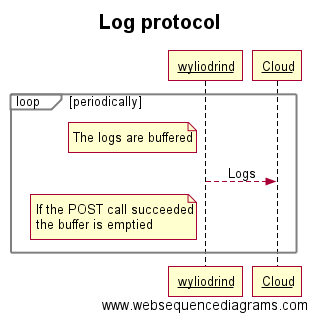 Log protocol
wyliodrind
Cloud
loop
[periodically]
The logs are buffered
Logs
If the POST call succeeded
the buffer is emptied
wyliodrind
Cloud
www.websequencediagrams.com